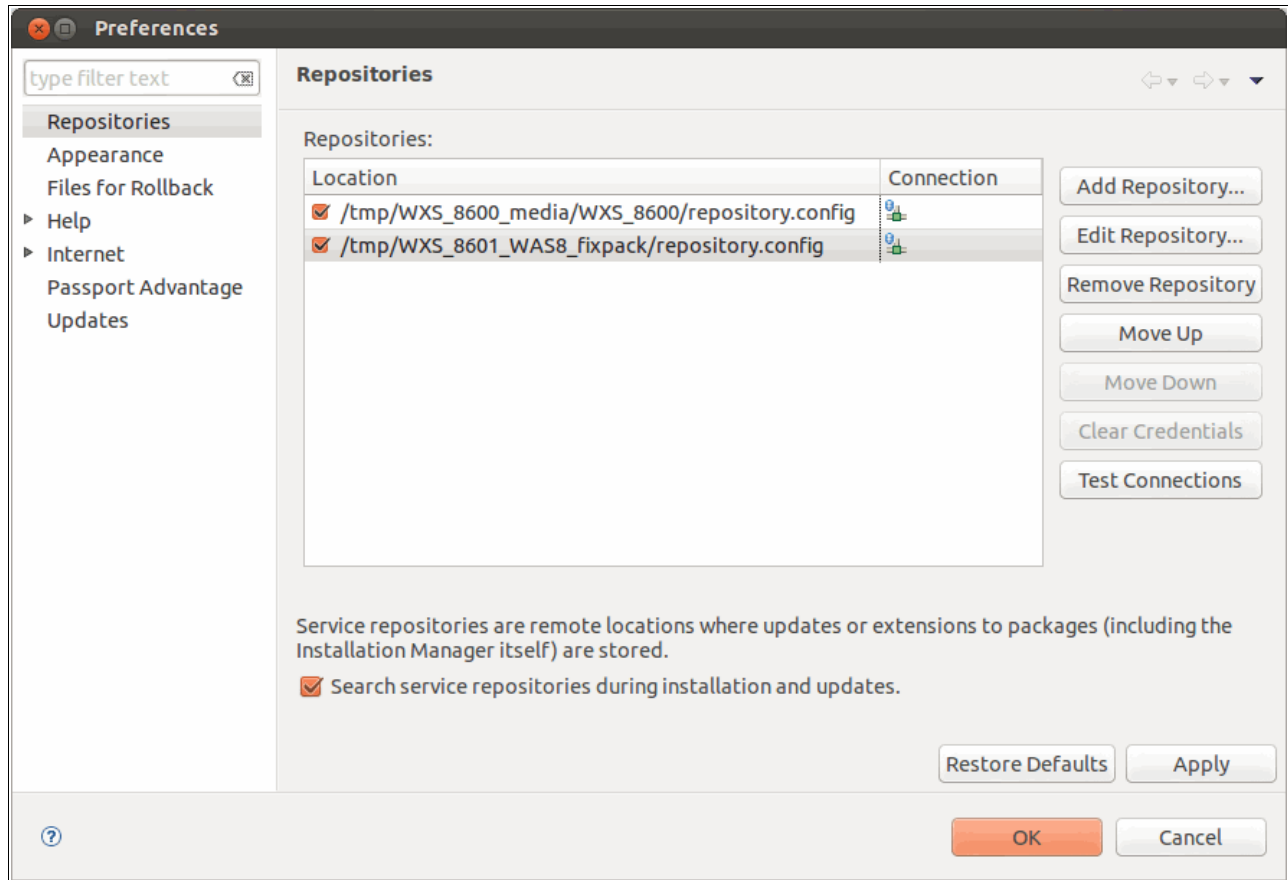 Preferences
type filter text
Repositories
Appearance
Files for Rollback
Help
Internet
Passport Advantage
Updates
Repositories
Repositories:
Location Connection
/tmp/WXS_8600_media/WXS_8600/repository.config
/tmp/WXS_8601_WAS8_fixpack/repository.config
Add Repository...
Edit Repository...
Remove Repository
Move Up
Move Down
Clear Credentials
Test Connections
Service repositories are remote locations where updates or extensions to packages (including the
Installation Manager itself) are stored.
Search service repositories during installation and updates.
Restore Defaults Apply
OK Cancel